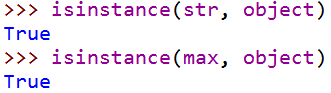 >>> isinstance(str, object)
True
>>> isinstance(max, object)
True